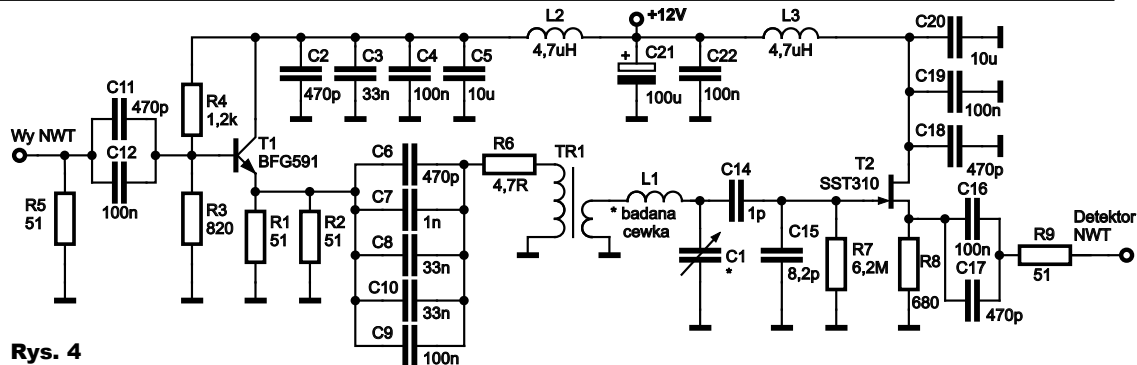 +12V
L2
4,7uH
L3
4,7uH
C20
10u
C2
470p
C3
33n
C4
100n
C5
10u
+
C21
100u
C22
100n
C19
100n
C18
470p
C11
470p
R4
1,2k
Wy NWT
C12
100n
T1
BFG591
C6
470p
R6
4,7R
TR1
L1
* badana
cewka
C14
1p
T2
SST310
C16
100n
Detektor
NWT
R5
51
R3
820
R1
51
R2
51
C7
1n
C8
33n
C10
33n
C9
100n
C1
*
C15
8,2p
R7
6,2M
R8
680
C17
470p
R9
51
Rys. 4